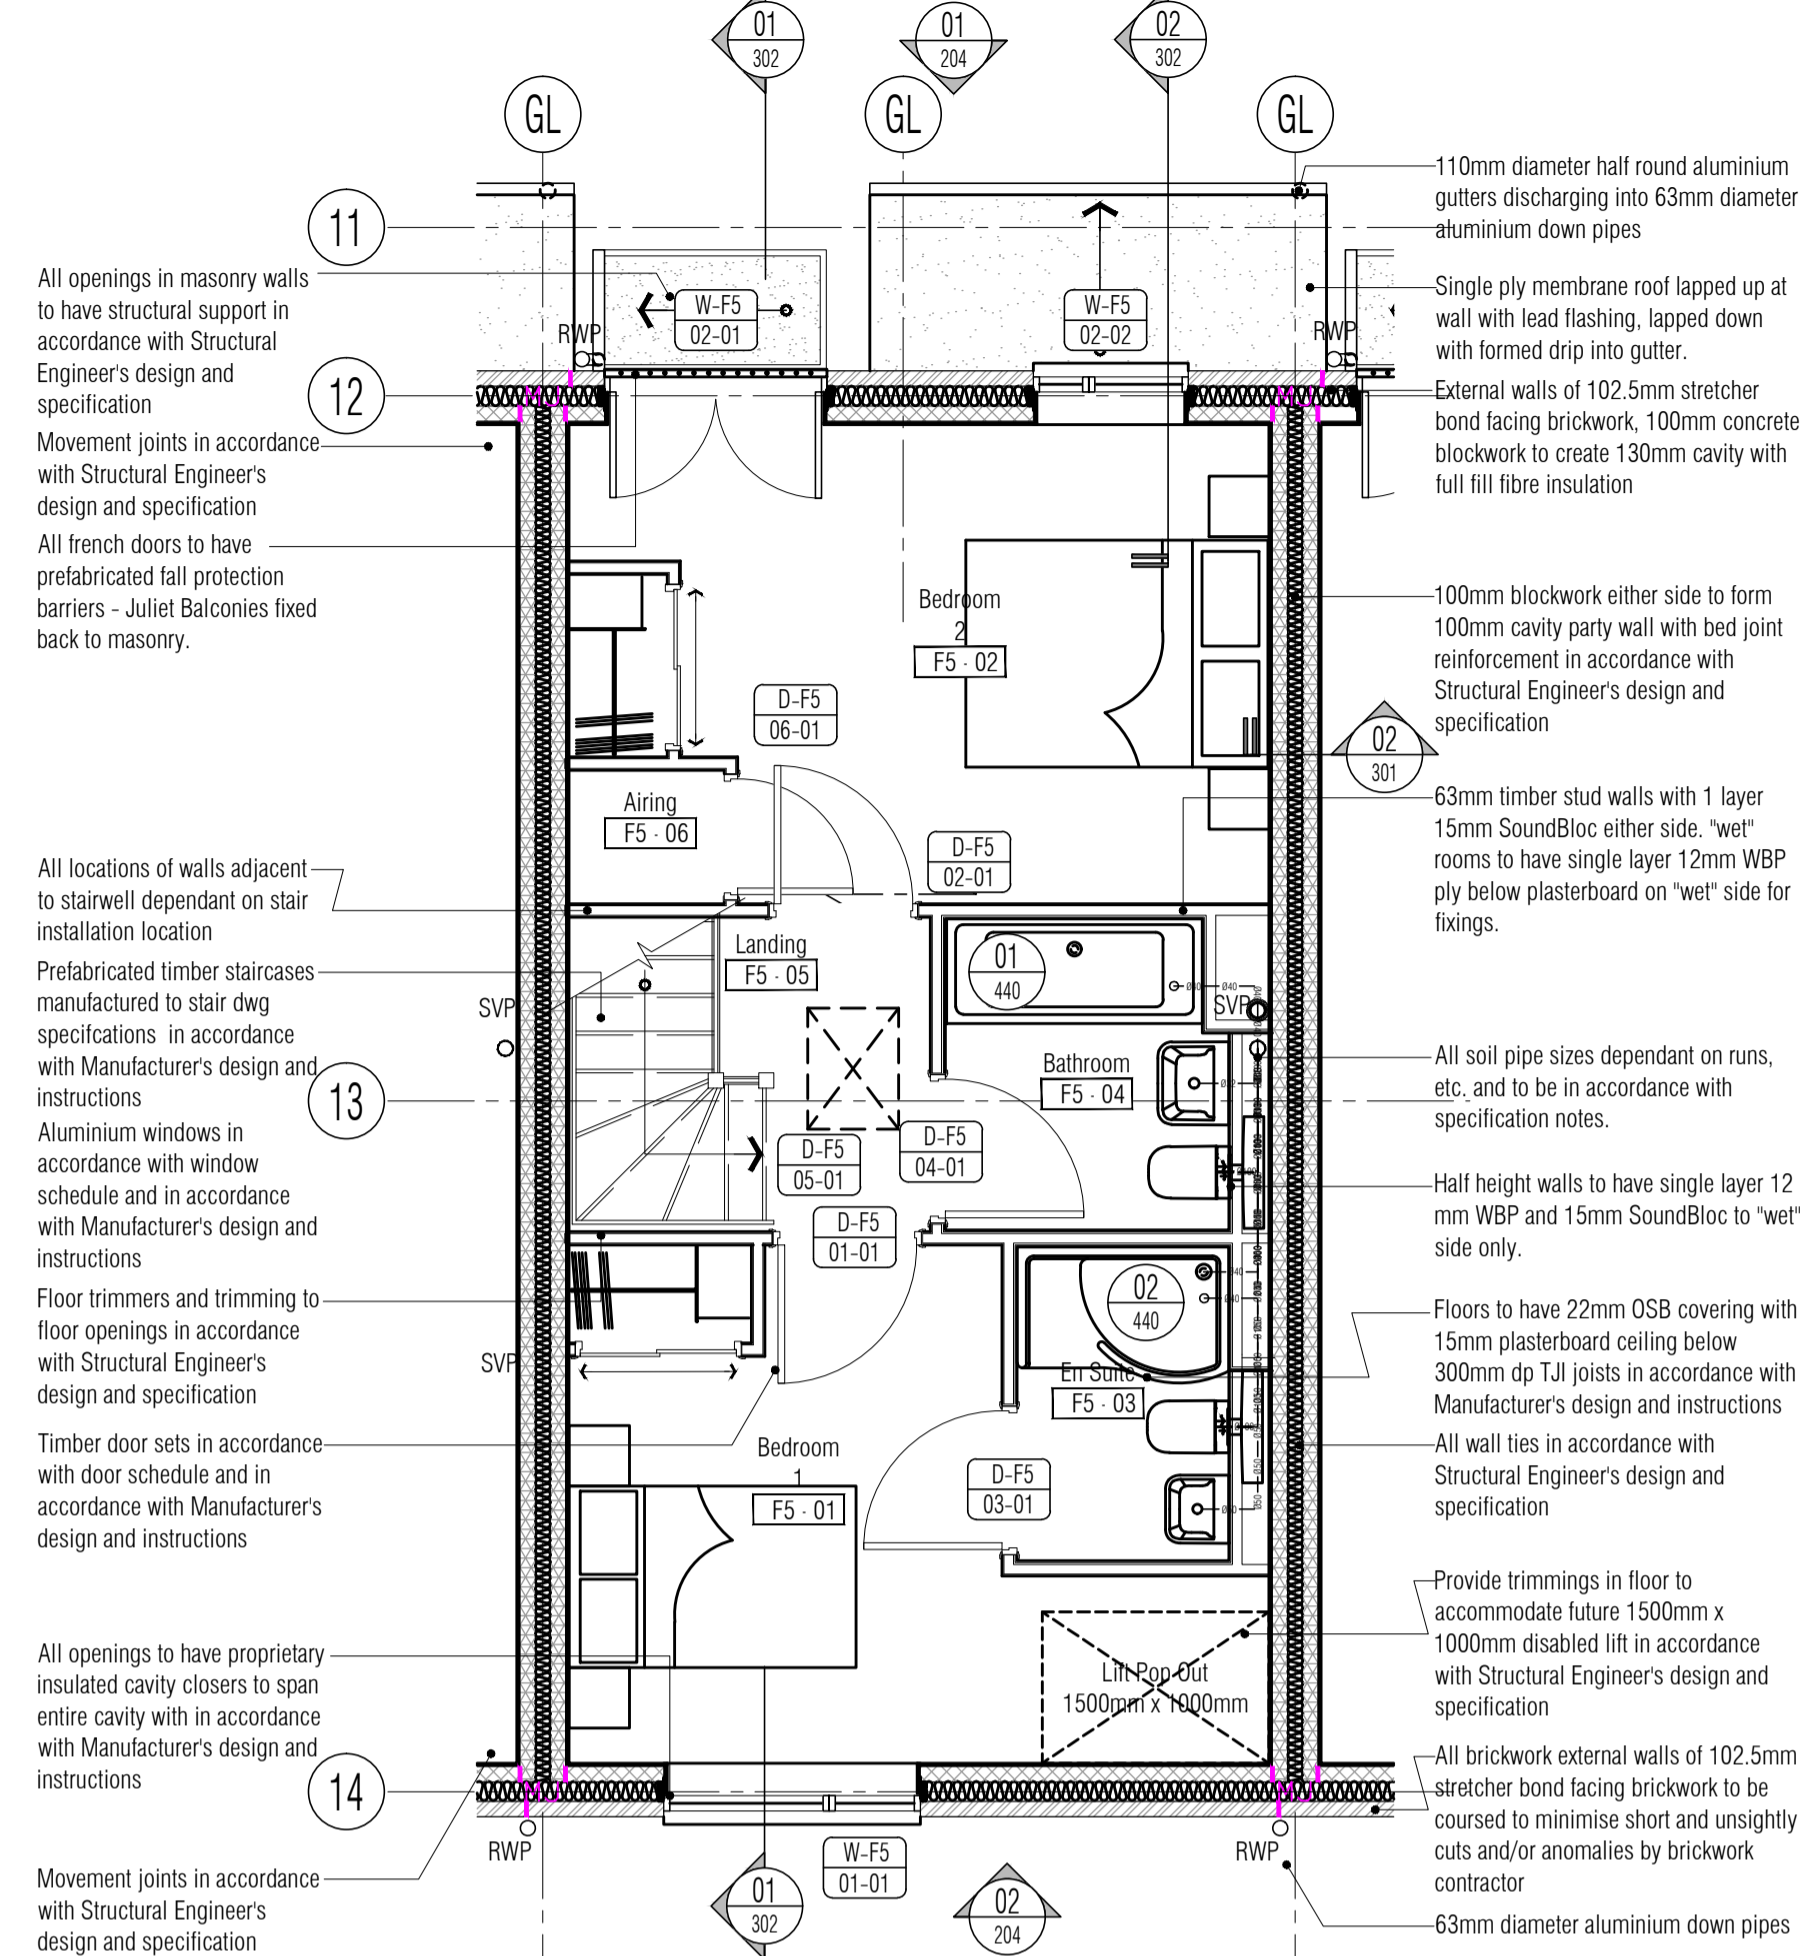 01
302
01
204
02
302
GL
GL
GL
11
12
13
14
All openings in masonry walls
to have structural support in
accordance with Structural
Engineer's design and
specification
Movement joints in accordance
with Structural Engineer's
design and specification
All french doors to have
prefabricated fall protection
barriers - Juliet Balconies fixed
back to masonry.
All locations of walls adjacent
to stairwell dependant on stair
installation location
Prefabricated timber staircases
manufactured to stair dwg
specifcations in accordance
with Manufacturer's design and
instructions
Aluminium windows in
accordance with window
schedule and in accordance
with Manufacturer's design and
instructions
Floor trimmers and trimming to
floor openings in accordance
with Structural Engineer's
design and specification
Timber door sets in accordance
with door schedule and in
accordance with Manufacturer's
design and instructions
All openings to have proprietary
insulated cavity closers to span
entire cavity with in accordance
with Manufacturer's design and
instructions
Movement joints in accordance
with Structural Engineer's
design and specification
RWP
W-F5
02-01
W-F5
02-02
RWP
MJ
MJ
Bedroom
2
F5 - 02
D-F5
06-01
02
301
Airing
F5 - 06
D-F5
02-01
Landing
F5 - 05
01
440
SVP
SVP
Ø40
Ø40
Bathroom
F5 - 04
D-F5
05-01
D-F5
04-01
D-F5
01-01
02
440
SVP
En Suite
F5 - 03
Bedroom
1
F5 - 01
D-F5
03-01
Lift Pop Out
1500mm x 1000mm
MJ
MJ
RWP
RWP
W-F5
01-01
01
302
02
204
110mm diameter half round aluminium
gutters discharging into 63mm diameter
aluminium down pipes
Single ply membrane roof lapped up at
wall with lead flashing, lapped down
with formed drip into gutter.
External walls of 102.5mm stretcher
bond facing brickwork, 100mm concrete
blockwork to create 130mm cavity with
full fill fibre insulation
100mm blockwork either side to form
100mm cavity party wall with bed joint
reinforcement in accordance with
Structural Engineer's design and
specification
63mm timber stud walls with 1 layer
15mm SoundBloc either side. "wet"
rooms to have single layer 12mm WBP
ply below plasterboard on "wet" side for
fixings.
All soil pipe sizes dependant on runs,
etc. and to be in accordance with
specification notes.
Half height walls to have single layer 12
mm WBP and 15mm SoundBloc to "wet"
side only.
Floors to have 22mm OSB covering with
15mm plasterboard ceiling below
300mm dp TJI joists in accordance with
Manufacturer's design and instructions
All wall ties in accordance with
Structural Engineer's design and
specification
Provide trimmings in floor to
accommodate future 1500mm x
1000mm disabled lift in accordance
with Structural Engineer's design and
specification
All brickwork external walls of 102.5mm
stretcher bond facing brickwork to be
coursed to minimise short and unsightly
cuts and/or anomalies by brickwork
contractor
63mm diameter aluminium down pipes